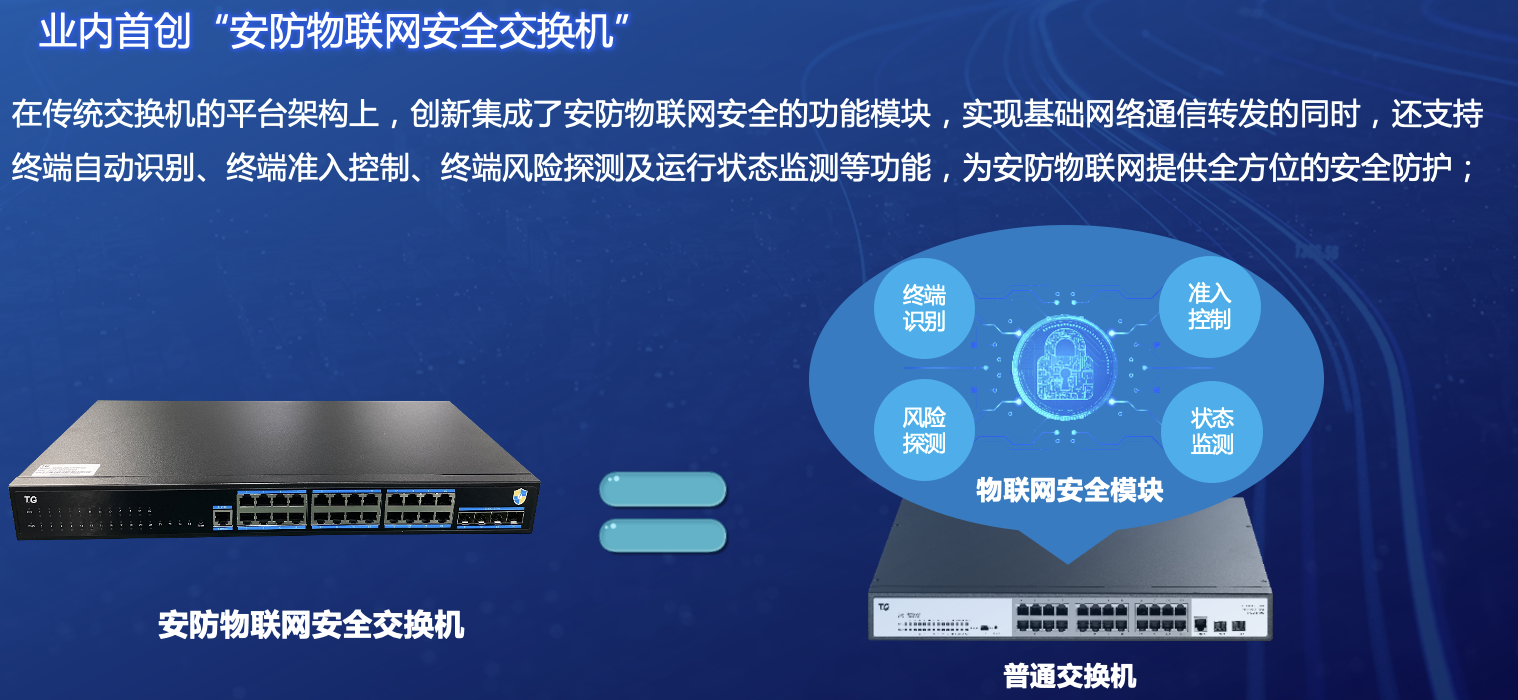 业内首创“安防物联网安全交换机”
在传统交换机的平台架构上，创新集成了安防物联网安全的功能模块，实现基础网络通信转发的同时，还支持
终端自动识别、终端准入控制、终端风险探测及运行状态监测等功能，为安防物联网提供全方位的安全防护；
终端
识别
准入
控制
风险
探测
状态
监测
物联网安全模块
TG
TG
安防物联网安全交换机
普通交换机